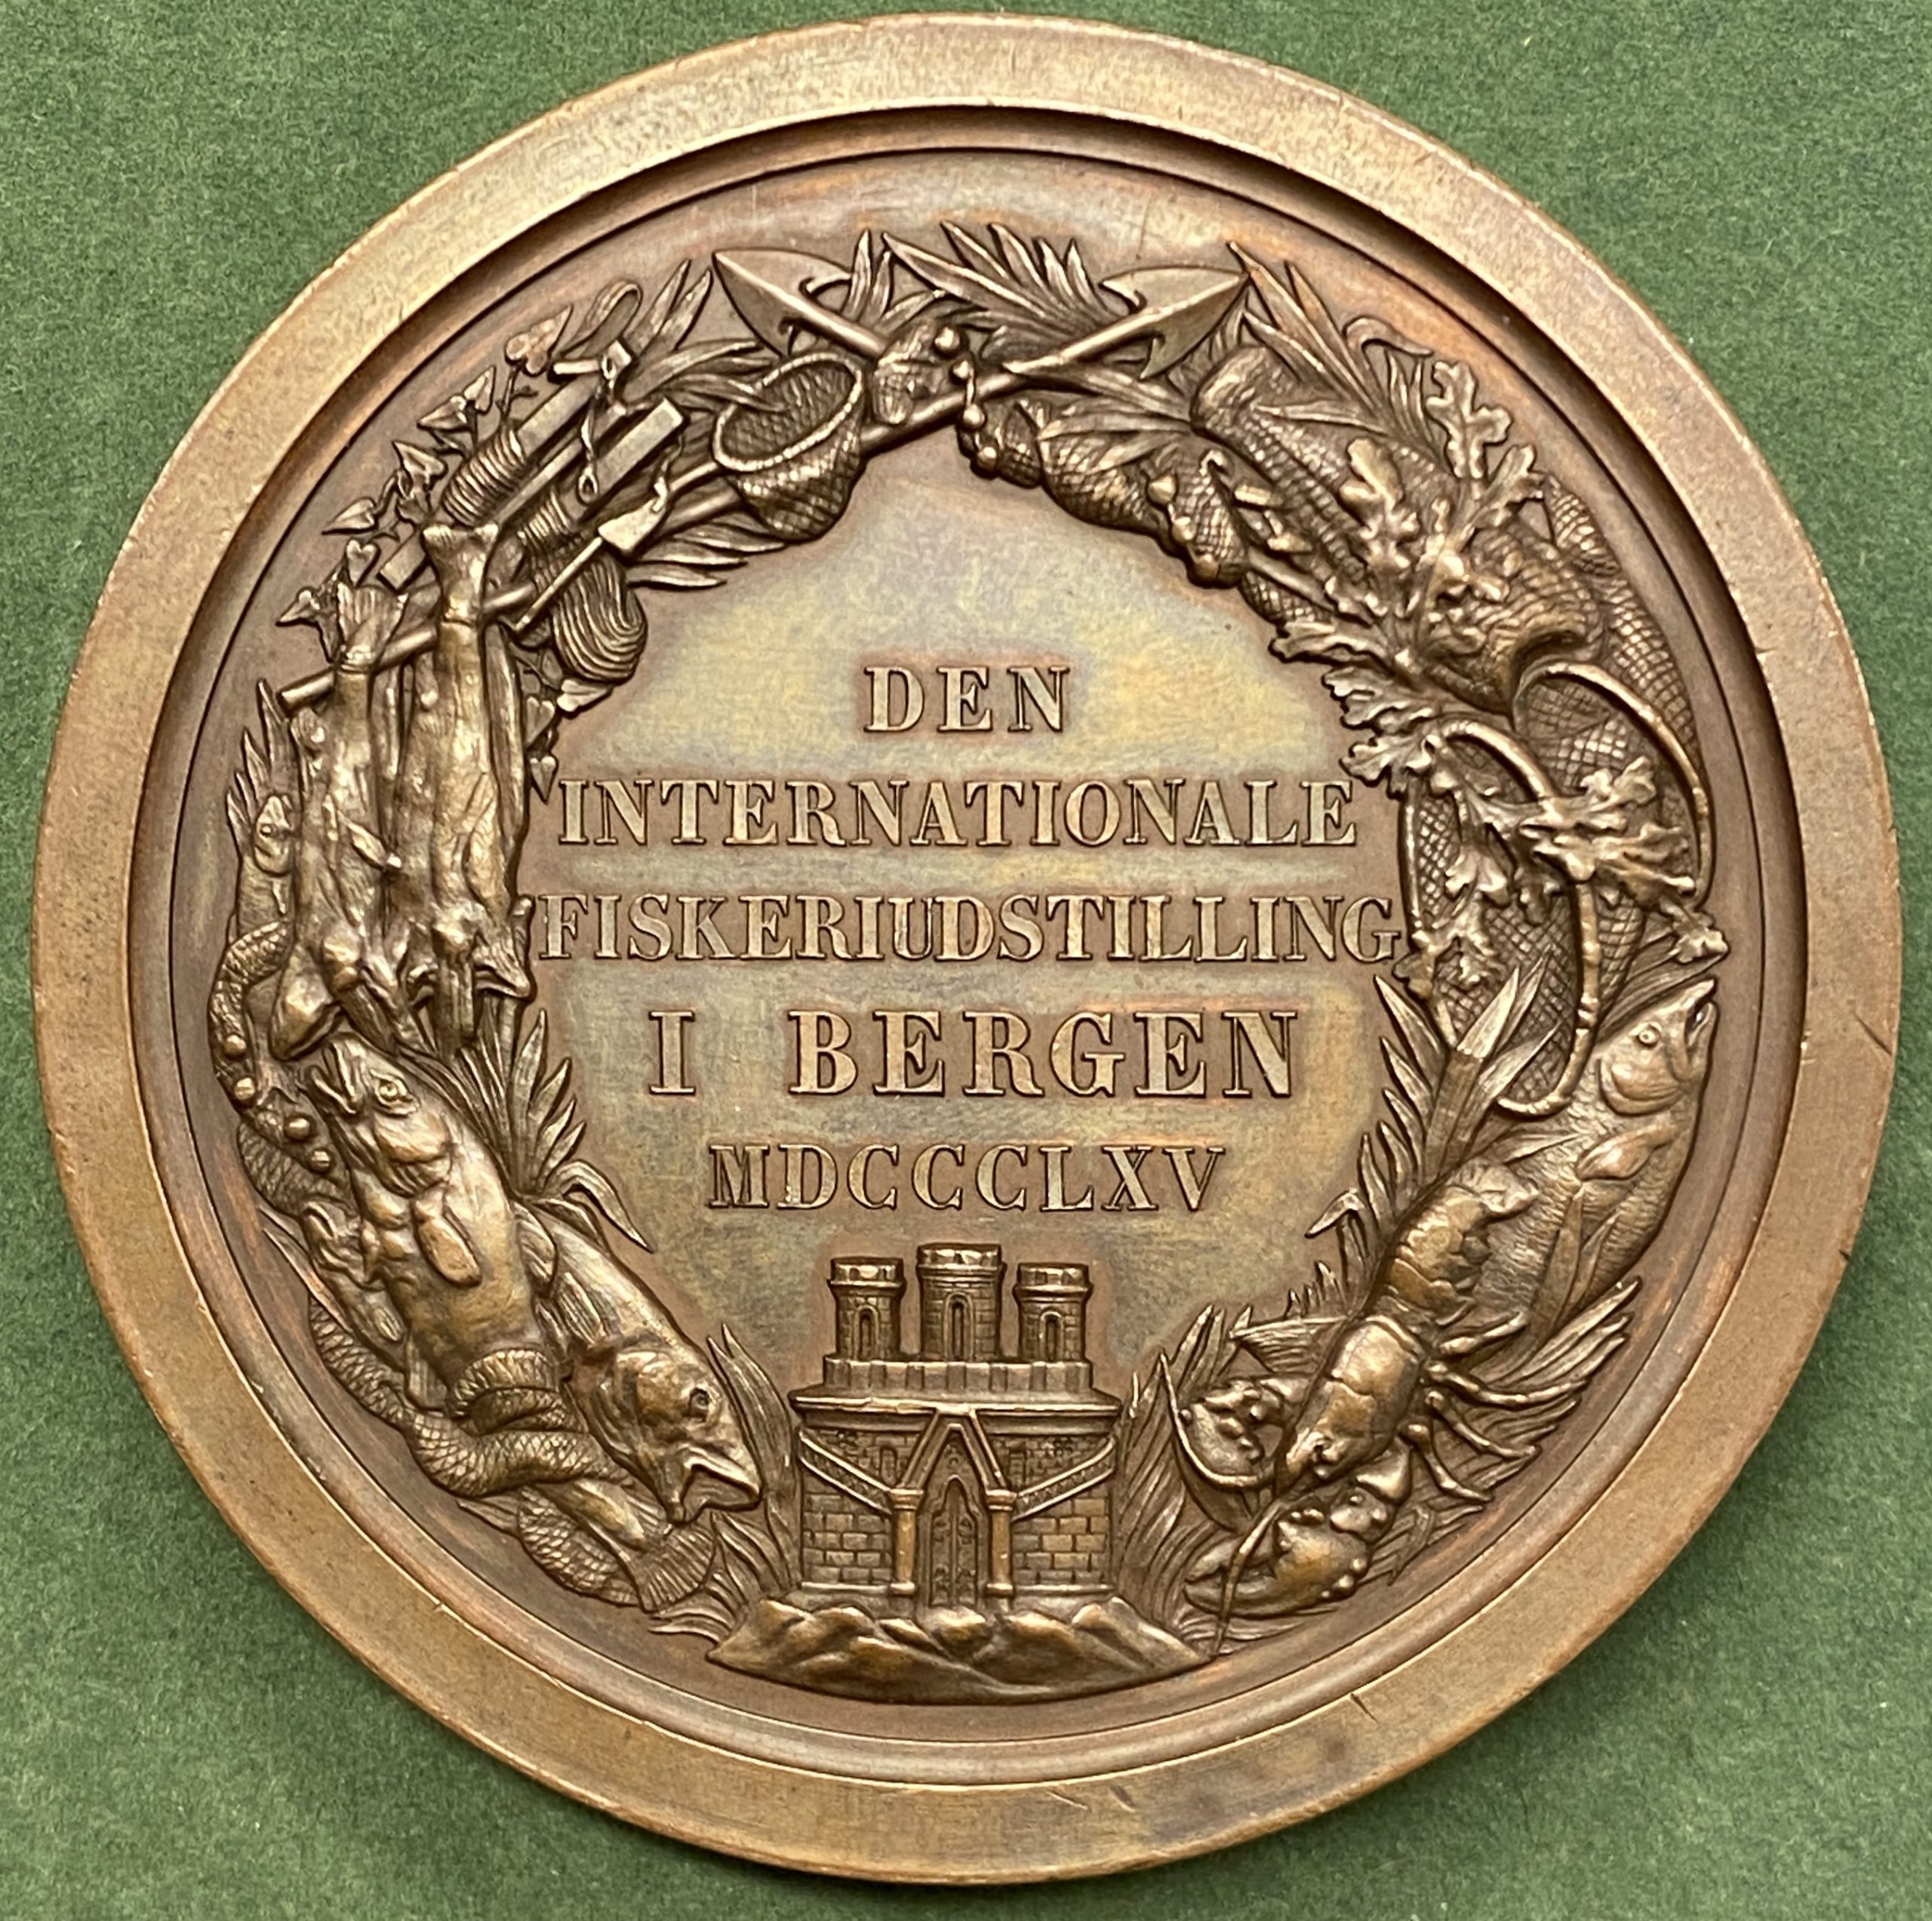 DEN
INTERNATIONALE
FISKERIUDSTILLING
I BERGEN
MDCCCLXV